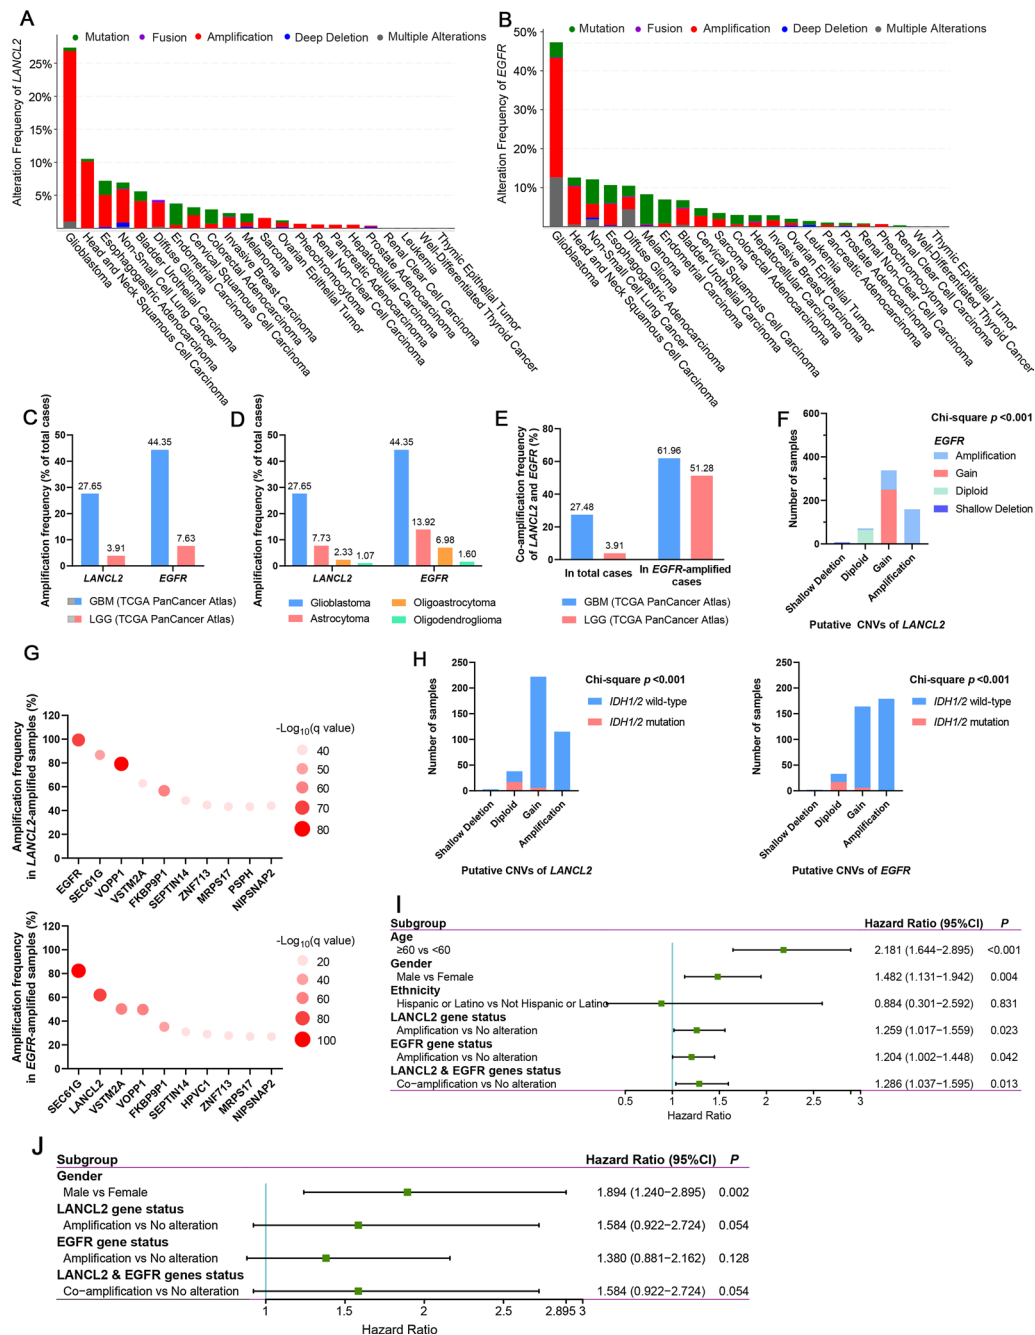 A
Mutation Fusion Amplification Deep Deletion Multiple Alterations
Alteration Frequency of LANCL2
25%
20%
15%
10%
5%
Glioblastoma
Head and Neck Squamous Cell Carcinoma
Esophagogastric Adenocarcinoma
Non-Small Cell Lung Cancer
Bladder Urothelial Carcinoma
Diffuse Glioma
Endometrial Carcinoma
Cervical Squamous Cell Carcinoma
Colorectal Adenocarcinoma
Invasive Breast Carcinoma
Melanoma
Sarcoma
Ovarian Epithelial Tumor
Pheochromocytoma
Renal Non-Clear Cell Carcinoma
Pancreatic Adenocarcinoma
Hepatocellular Carcinoma
Prostate Adenocarcinoma
Renal Clear Cell Carcinoma
Leukemia
Well-Differentiated Thyroid Cancer
Thymic Epithelial Tumor
B
Mutation Fusion Amplification Deep Deletion Multiple Alterations
Alteration Frequency of EGFR
50%
40%
30%
20%
10%
Glioblastoma
Head and Neck Squamous Cell Carcinoma
Non-Small Cell Lung Cancer
Esophagogastric Adenocarcinoma
Diffuse Glioma
Melanoma
Endometrial Carcinoma
Bladder Urothelial Carcinoma
Cervical Squamous Cell Carcinoma
Sarcoma
Colorectal Adenocarcinoma
Hepatocellular Carcinoma
Invasive Breast Carcinoma
Ovarian Epithelial Tumor
Leukemia
Pancreatic Adenocarcinoma
Prostate Adenocarcinoma
Renal Non-Clear Cell Carcinoma
Pheochromocytoma
Renal Clear Cell Carcinoma
Well-Differentiated Thyroid Cancer
Thymic Epithelial Tumor
C
Amplification frequency (% of total cases)
50
40
30
20
10
0
27.65
3.91
44.35
7.63
LANCL2 EGFR
GBM (TCGA PanCancer Atlas)
LGG (TCGA PanCancer Atlas)
D
Amplification frequency (% of total cases)
50
40
30
20
10
0
27.65
7.73
2.33
1.07
44.35
13.92
6.98
1.60
LANCL2 EGFR
Glioblastoma Oligoastrocytoma
Astrocytoma Oligodendroglioma
E
Co-amplification frequency
of LANCL2 and EGFR (%)
80
60
40
20
0
27.48
3.91
61.96
51.28
In total cases In EGFR-amplified
cases
GBM (TCGA PanCancer Atlas)
LGG (TCGA PanCancer Atlas)
F
Chi-square p <0.001
Number of samples
600
400
200
0
EGFR
Amplification
Gain
Diploid
Shallow Deletion
Shallow Deletion
Diploid
Gain
Amplification
Putative CNVs of LANCL2
G
Amplification frequency
in LANCL2-amplified samples (%)
120
100
80
60
40
20
0
-Log10(q value)
40
50
60
70
80
EGFR
SEC61G
VOPP1
VSTM2A
FKBP9P1
SEPTIN14
ZNF713
MRPS17
PSPH
NIPSNAP2
Amplification frequency
in EGFR-amplified samples (%)
120
100
80
60
40
20
0
-Log10(q value)
20
40
60
80
100
SEC61G
LANCL2
VSTM2A
VOPP1
FKBP9P1
SEPTIN14
HPVC1
ZNF713
MRPS17
NIPSNAP2
H
Number of samples
250
200
150
100
50
0
Chi-square p <0.001
IDH1/2 wild-type
IDH1/2 mutation
Shallow Deletion
Diploid
Gain
Amplification
Putative CNVs of LANCL2
Number of samples
250
200
150
100
50
0
Chi-square p <0.001
IDH1/2 wild-type
IDH1/2 mutation
Shallow Deletion
Diploid
Gain
Amplification
Putative CNVs of EGFR
I
Subgroup Hazard Ratio (95%CI) P
Age
≥60 vs <60 2.181 (1.644−2.895) <0.001
Gender
Male vs Female 1.482 (1.131−1.942) 0.004
Ethnicity
Hispanic or Latino vs Not Hispanic or Latino 0.884 (0.301−2.592) 0.831
LANCL2 gene status
Amplification vs No alteration 1.259 (1.017−1.559) 0.023
EGFR gene status
Amplification vs No alteration 1.204 (1.002−1.448) 0.042
LANCL2 & EGFR genes status
Co−amplification vs No alteration 1.286 (1.037−1.595) 0.013
0.5 1 1.5 2 2.5 3
Hazard Ratio
J
Subgroup Hazard Ratio (95%CI) P
Gender
Male vs Female 1.894 (1.240−2.895) 0.002
LANCL2 gene status
Amplification vs No alteration 1.584 (0.922−2.724) 0.054
EGFR gene status
Amplification vs No alteration 1.380 (0.881−2.162) 0.128
LANCL2 & EGFR genes status
Co−amplification vs No alteration 1.584 (0.922−2.724) 0.054
1 1.5 2 2.5 2.895 3
Hazard Ratio